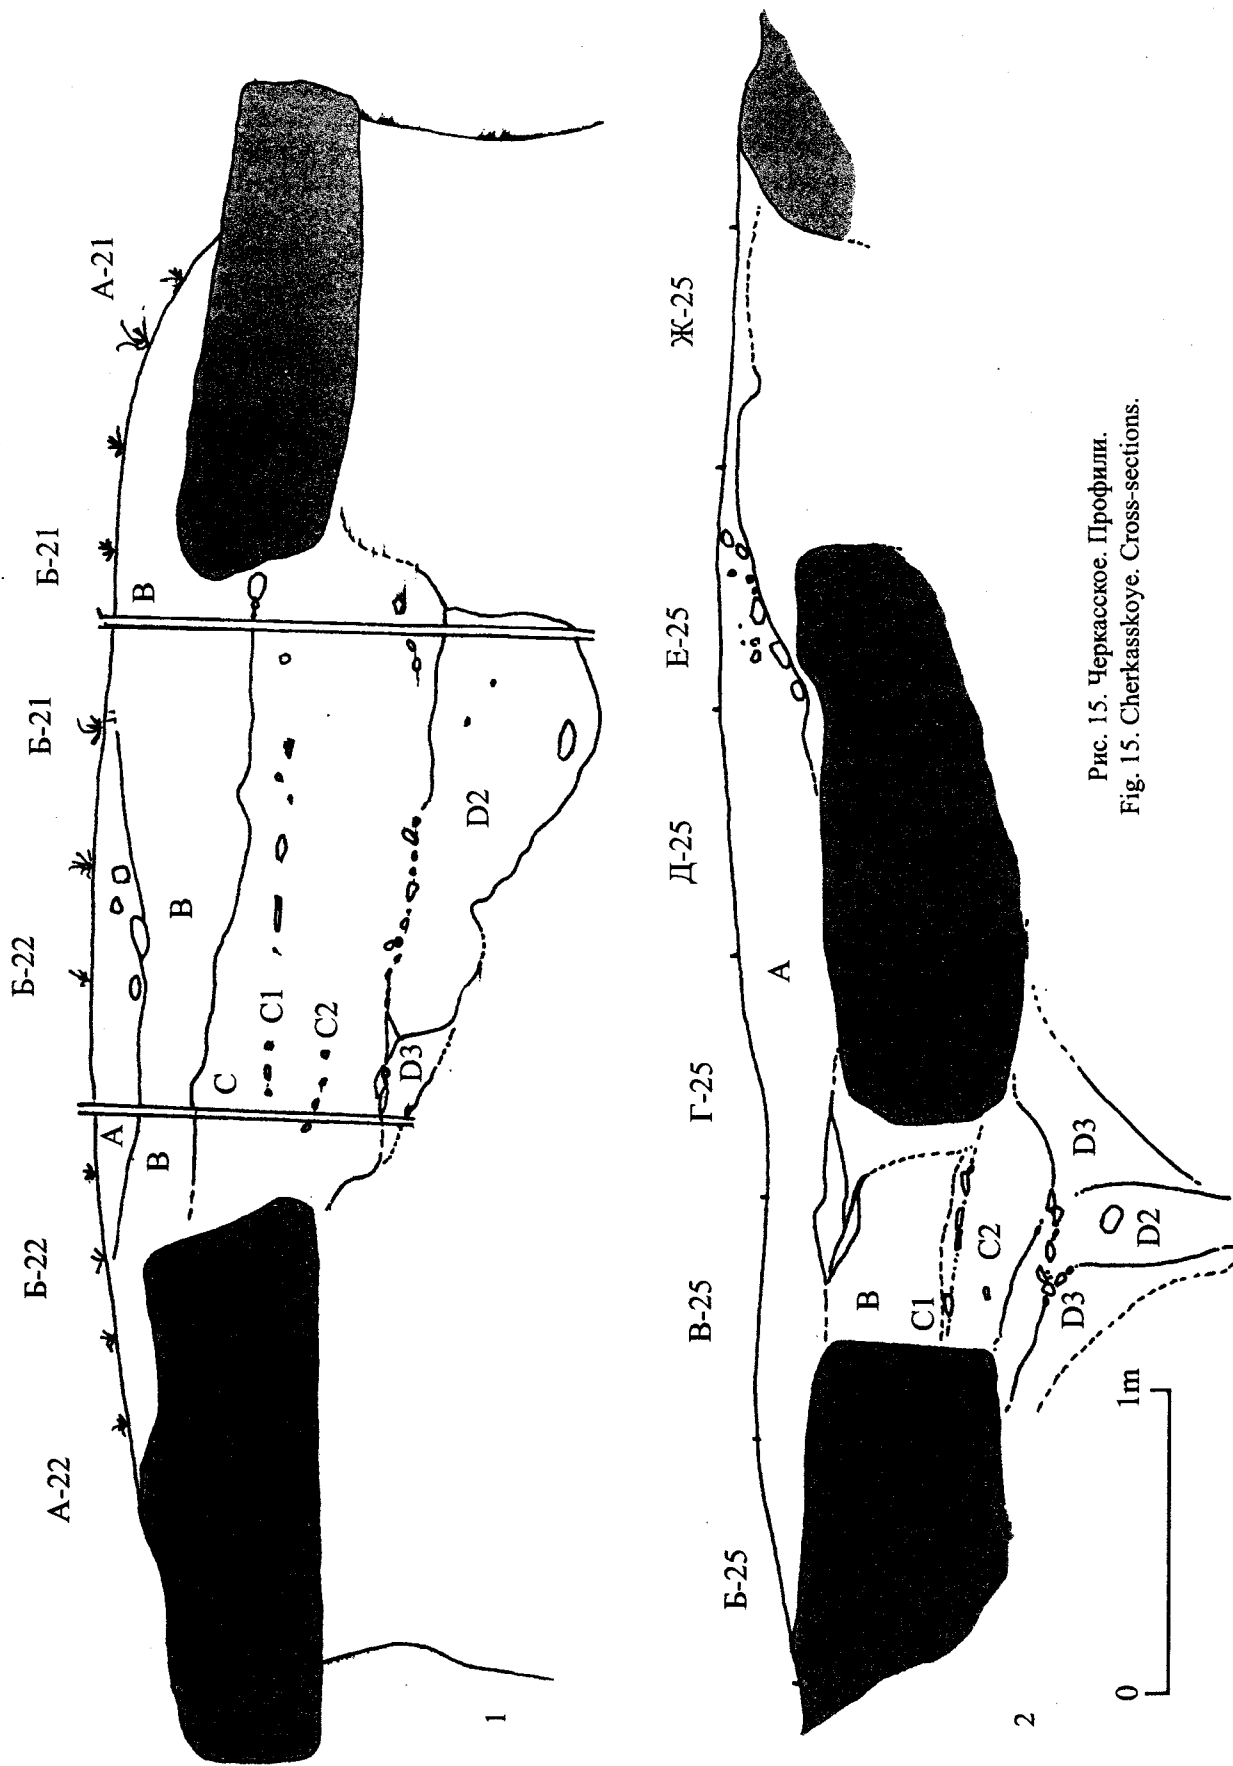 А-22
Б-22
Б-22
Б-21
Б-21
А-21
A
B
B
B
C
C1
C2
D3
D2
1
Б-25
В-25
Г-25
Д-25
Е-25
Ж-25
A
B
C1
C2
D3
D2
D3
2
0
1m
Рис. 15. Черкасское. Профили.
Fig. 15. Cherkasskoye. Cross-sections.